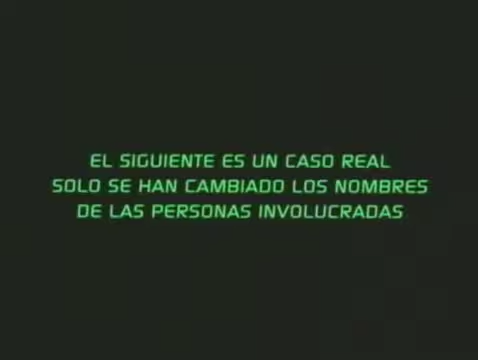 EL SIGUIENTE ES UN CASO REAL
SOLO SE HAN CAMBIADO LOS NOMBRES
DE LAS PERSONAS INVOLUCRADAS